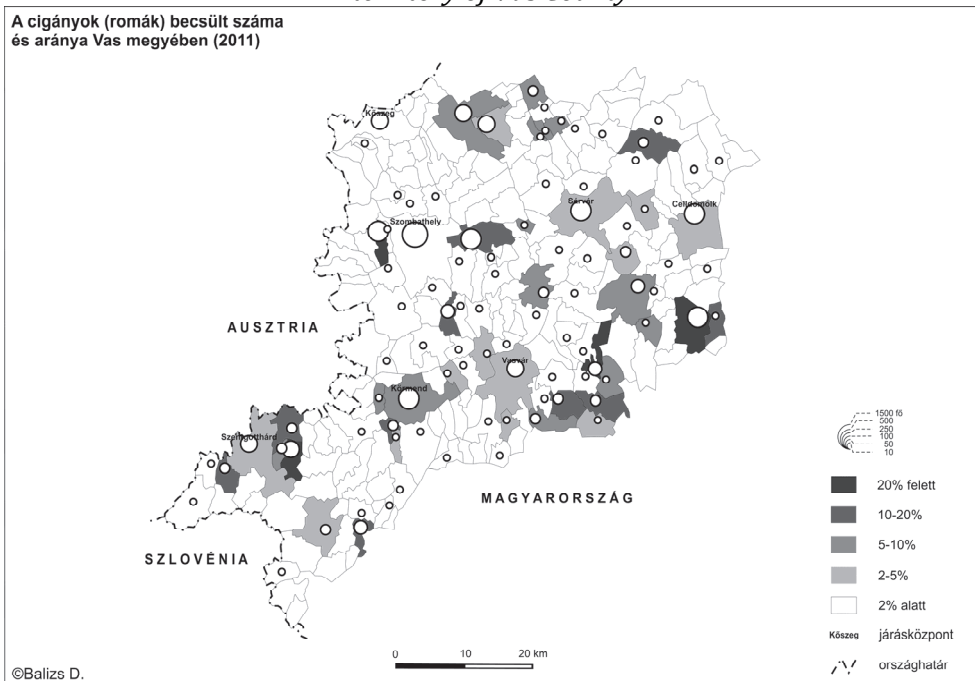 A cigányok (romák) becsült száma
és aránya Vas megyében (2011)
Kőszeg
Sárvár
Celldömölk
Szombathely
AUSZTRIA
Vasvár
Körmend
Szentgotthárd
1500 fő
500
250
100
50
10
MAGYARORSZÁG
20% felett
10-20%
5-10%
2-5%
2% alatt
Kőszeg járásközpont
országhatár
SZLOVÉNIA
0 10 20 km
©Balizs D.